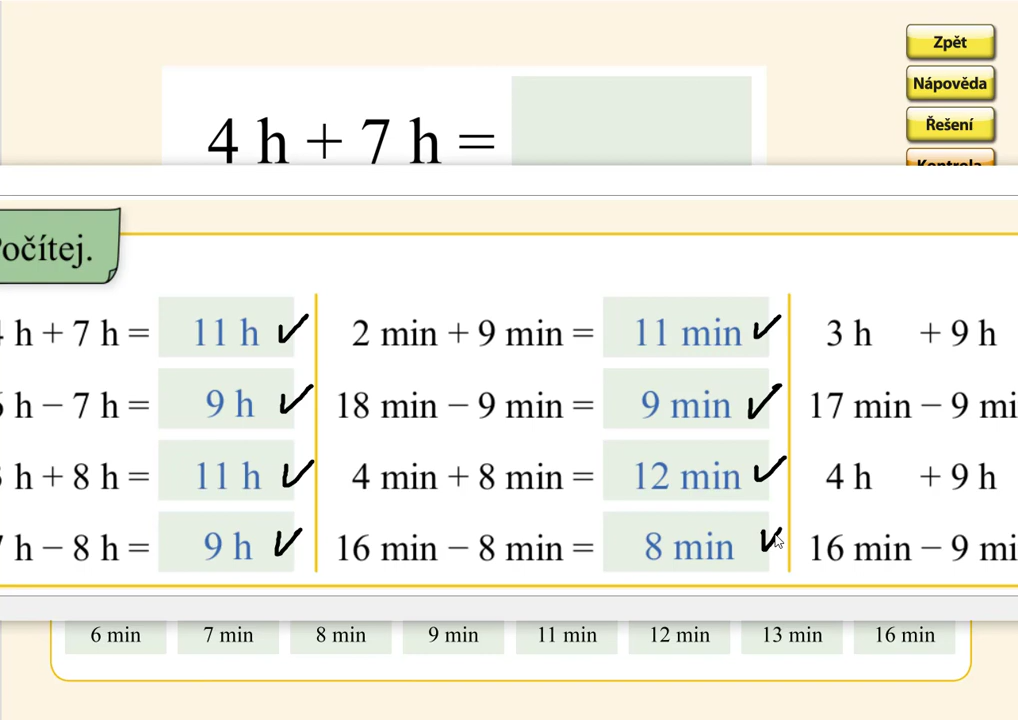 Zpět
Nápověda
Řešení
Kontrola
4 h + 7 h =
očítej.
h + 7 h = 11 h ✓ 2 min + 9 min = 11 min ✓ 3 h + 9 h
h − 7 h = 9 h ✓ 18 min − 9 min = 9 min ✓ 17 min − 9 mi
h + 8 h = 11 h ✓ 4 min + 8 min = 12 min ✓ 4 h + 9 h
h − 8 h = 9 h ✓ 16 min − 8 min = 8 min ✓ 16 min − 9 mi
6 min 7 min 8 min 9 min 11 min 12 min 13 min 16 min